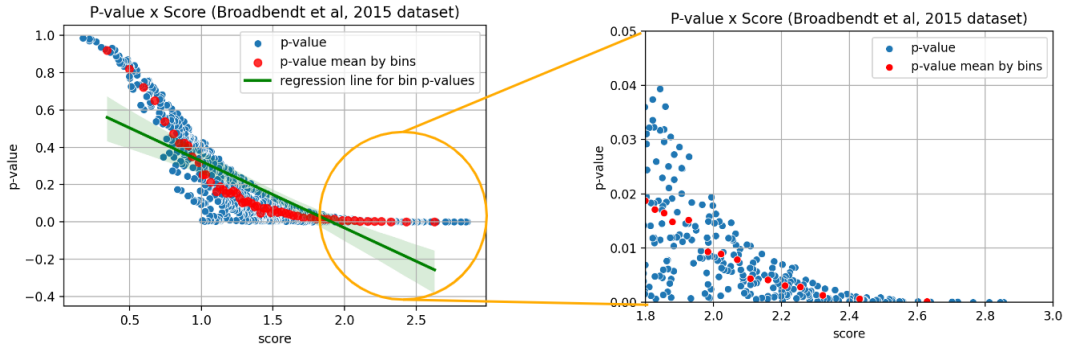 P-value x Score (Broadbendt et al, 2015 dataset)
1.0
0.8
0.6
0.4
0.2
0.0
−0.2
−0.4
p-value
p-value
p-value mean by bins
regression line for bin p-values
0.5
1.0
1.5
2.0
2.5
score
P-value x Score (Broadbendt et al, 2015 dataset)
0.05
0.04
0.03
0.02
0.01
0.00
p-value
p-value
p-value mean by bins
1.8
2.0
2.2
2.4
2.6
2.8
3.0
score